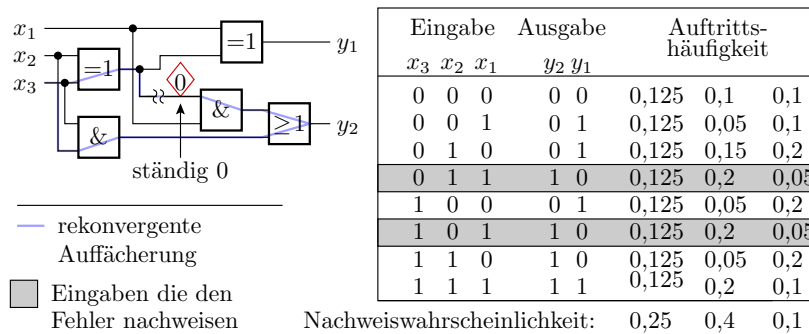 x₁ =1 y₁
x₂ =1 0
x₃ & ≥1 y₂
&
ständig 0
rekonvergente
Auffächerung
Eingaben die den
Fehler nachweisen
Eingabe Ausgabe Auftritts-
häufigkeit
x₃ x₂ x₁ y₂ y₁
0 0 0 0 0 0,125 0,1 0,1
0 0 1 0 1 0,125 0,05 0,1
0 1 0 0 1 0,125 0,15 0,2
0 1 1 1 0 0,125 0,2 0,05
1 0 0 0 1 0,125 0,05 0,2
1 0 1 1 0 0,125 0,2 0,05
1 1 0 1 0 0,125 0,05 0,2
1 1 1 1 1 0,125 0,2 0,1
Nachweiswahrscheinlichkeit: 0,25 0,4 0,1